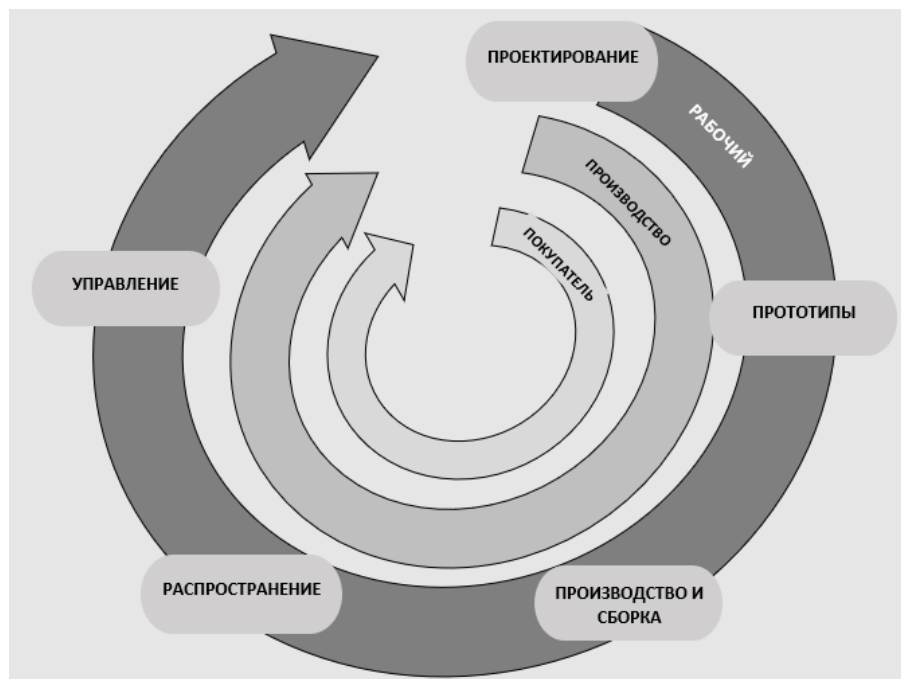 ПРОЕКТИРОВАНИЕ
РАБОЧИЙ
ПРОИЗВОДСТВО
ПОКУПАТЕЛЬ
УПРАВЛЕНИЕ
ПРОТОТИПЫ
РАСПРОСТРАНЕНИЕ
ПРОИЗВОДСТВО И
СБОРКА